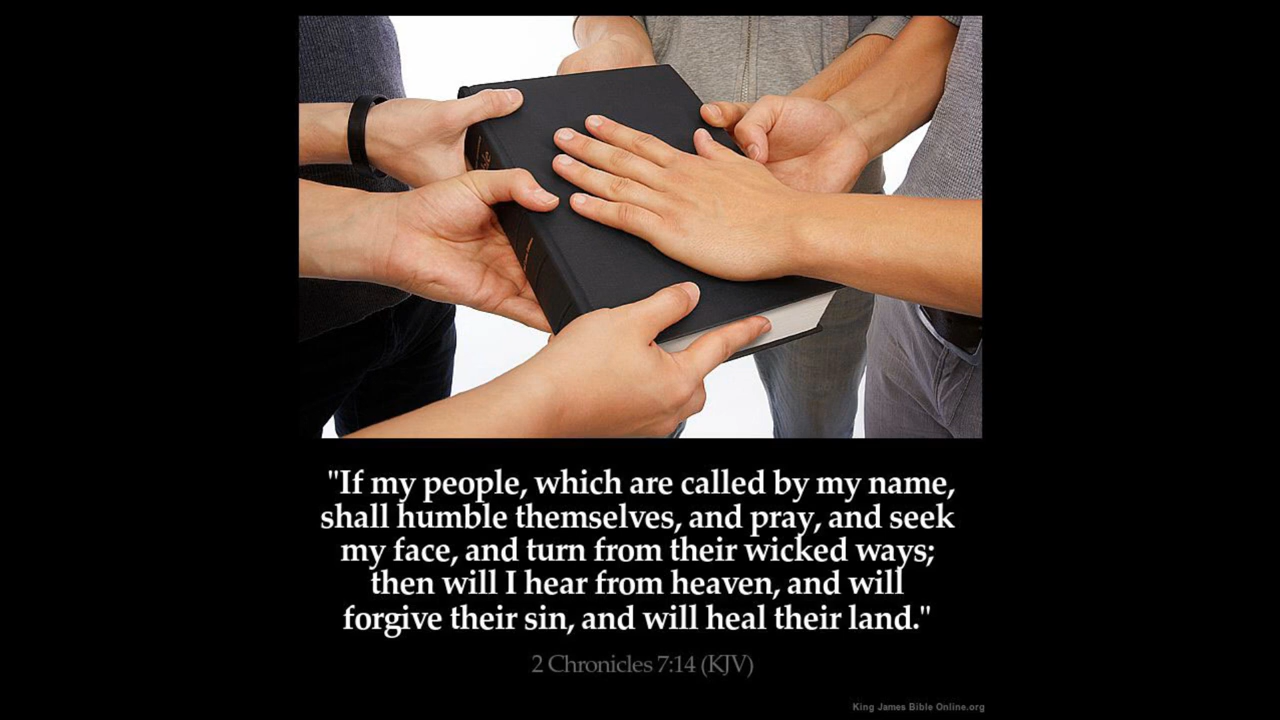 "If my people, which are called by my name,
shall humble themselves, and pray, and seek
my face, and turn from their wicked ways;
then will I hear from heaven, and will
forgive their sin, and will heal their land."
2 Chronicles 7:14 (KJV)
King James Bible Online.org